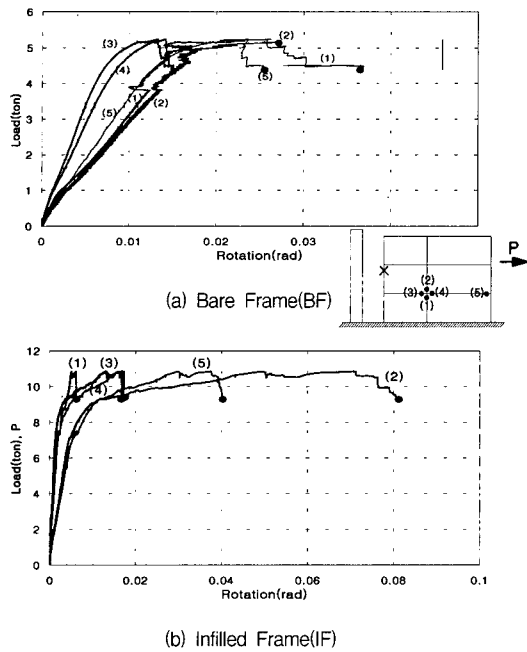 6
5
4
3
2
1
0
Load(ton)
(3)
(4)
(2)
(1)
(5)
(5)
(1)
(2)
0 0.01 0.02 0.03
Rotation(rad)
P
(2)
(3) (4) (5)
(1)
(a) Bare Frame(BF)
12
10
8
6
4
2
0
Load(ton), P
(1) (3) (5)
(4) (2)
0 0.02 0.04 0.06 0.08 0.1
Rotation(rad)
(b) Infilled Frame(IF)